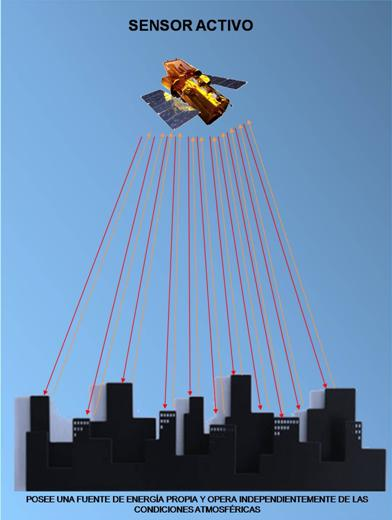 SENSOR ACTIVO
POSEE UNA FUENTE DE ENERGÍA PROPIA Y OPERA INDEPENDIENTEMENTE DE LAS
CONDICIONES ATMOSFÉRICAS